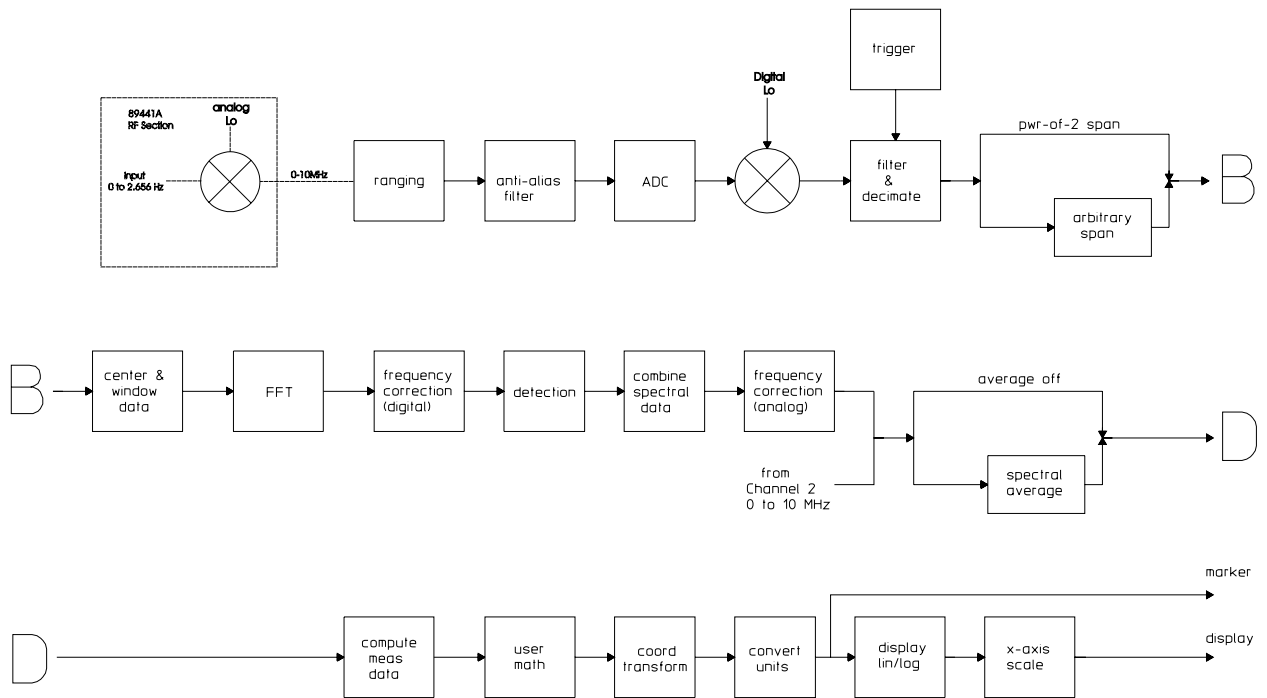 trigger
Digital
Lo
89441A
RF Section
analog
Lo
pwr-of-2 span
input
0 to 2.656 Hz
0-10MHz
ranging
anti-alias
filter
ADC
filter
&
decimate
B
arbitrary
span
B
center &
window
data
FFT
frequency
correction
(digital)
detection
combine
spectral
data
frequency
correction
(analog)
average off
D
from
Channel 2
0 to 10 MHz
spectral
average
marker
D
compute
meas
data
user
math
coord
transform
convert
units
display
lin/log
x-axis
scale
display